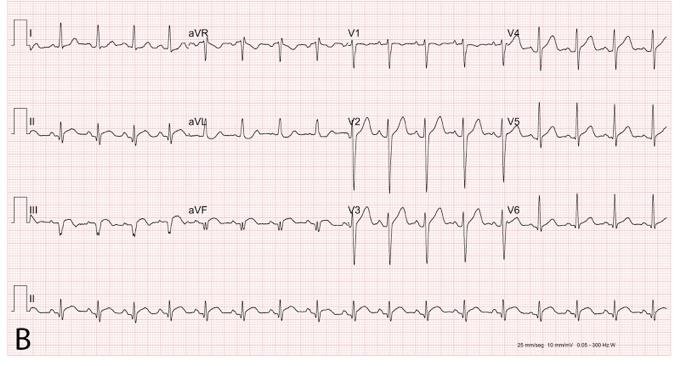 I aVR V1 V4
II aVL V2 V5
III aVF V3 V6
II
B
25 mm/seg 10 mm/mV 0.05 - 300 Hz W